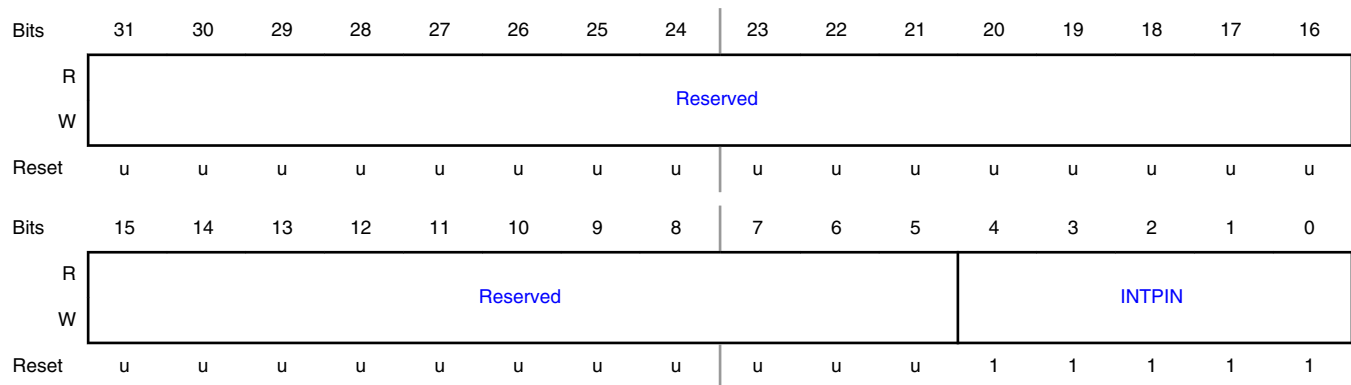 Bits 31 30 29 28 27 26 25 24 23 22 21 20 19 18 17 16
R
Reserved
W
Reset u u u u u u u u u u u u u u u u
Bits 15 14 13 12 11 10 9 8 7 6 5 4 3 2 1 0
R
Reserved INTPIN
W
Reset u u u u u u u u u u u 1 1 1 1 1